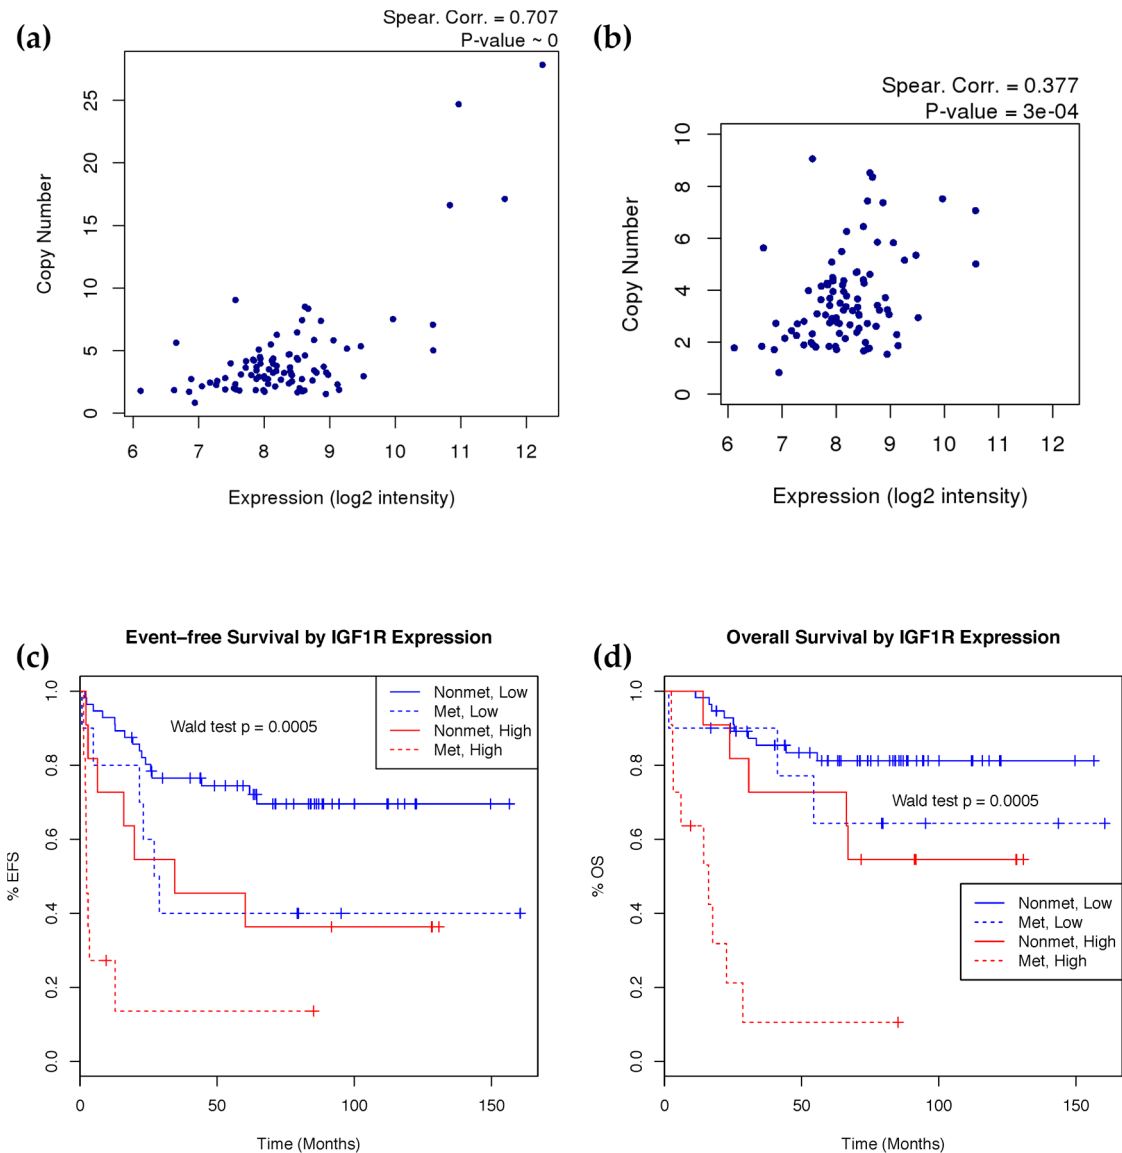 (a)
Spear. Corr. = 0.707
P-value ~ 0
Copy Number
25
20
15
10
5
0
6 7 8 9 10 11 12
Expression (log2 intensity)
(b)
Spear. Corr. = 0.377
P-value = 3e-04
Copy Number
10
8
6
4
2
0
6 7 8 9 10 11 12
Expression (log2 intensity)
(c)
Event–free Survival by IGF1R Expression
Nonmet, Low
Met, Low
Nonmet, High
Met, High
Wald test p = 0.0005
% EFS
1.0
0.8
0.6
0.4
0.2
0.0
0 50 100 150
Time (Months)
(d)
Overall Survival by IGF1R Expression
Wald test p = 0.0005
Nonmet, Low
Met, Low
Nonmet, High
Met, High
% OS
1.0
0.8
0.6
0.4
0.2
0.0
0 50 100 150
Time (Months)